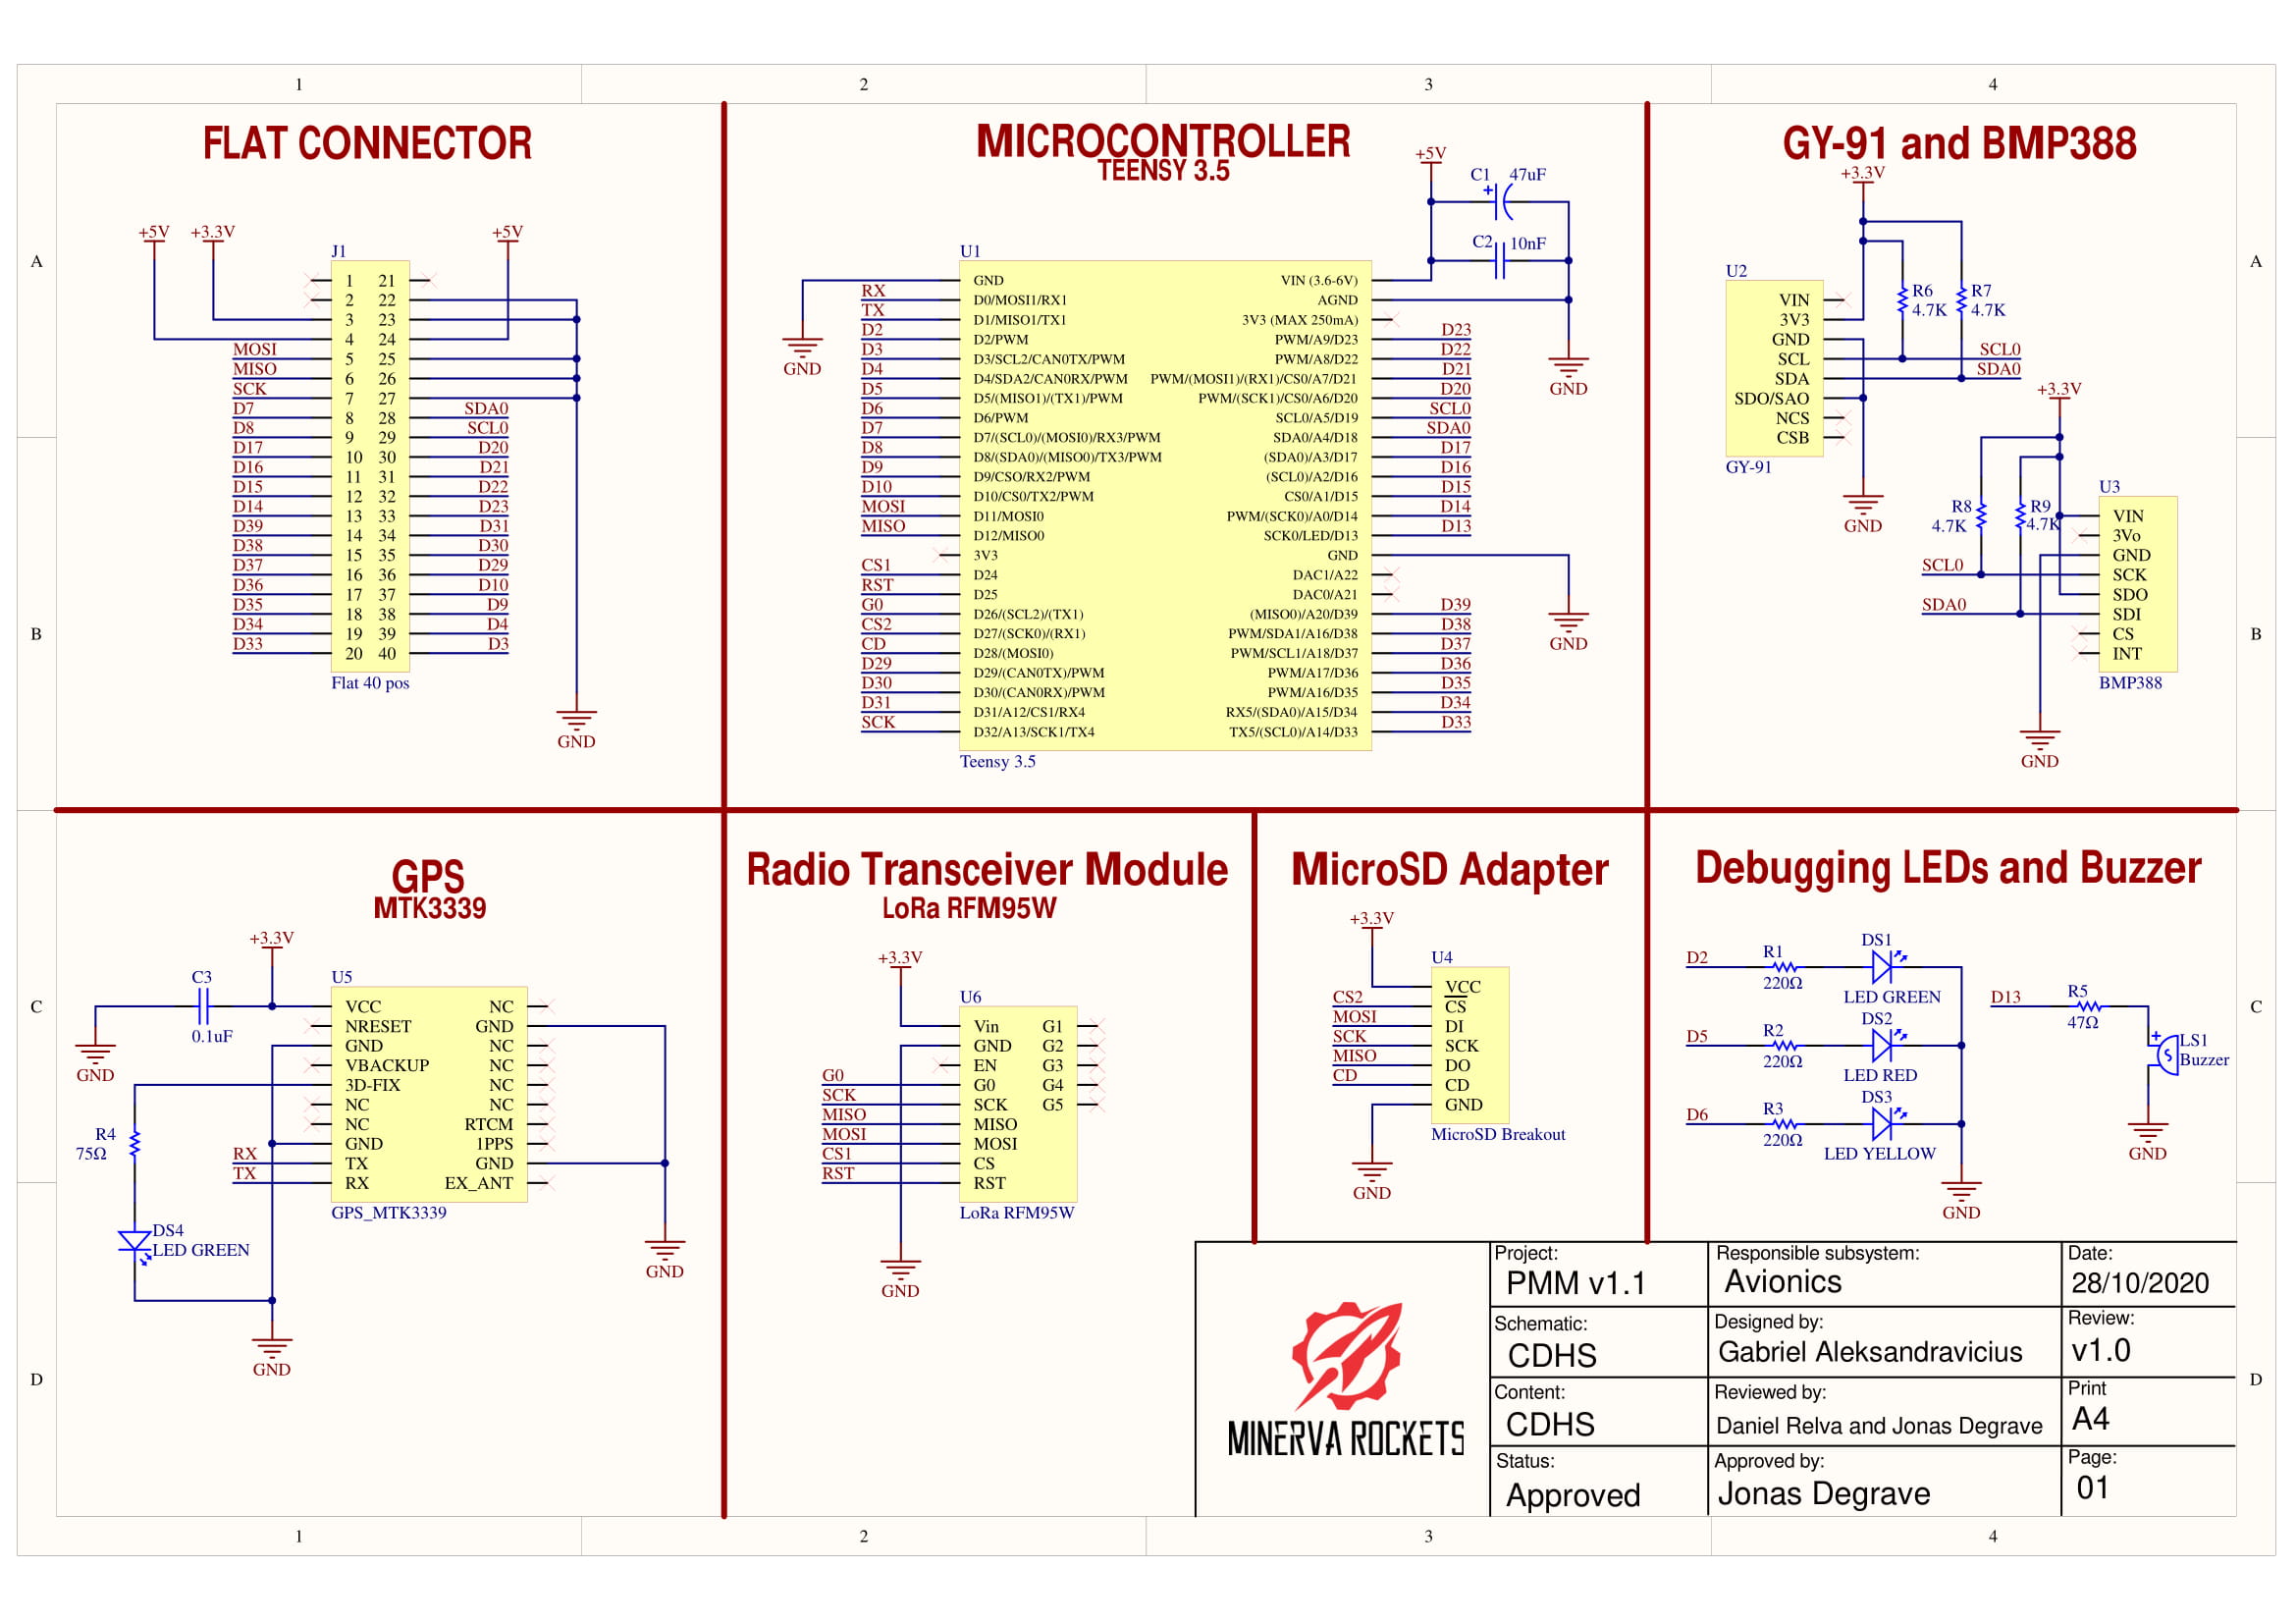 1 2 3 4
A
B
C
D
FLAT CONNECTOR
+5V +3.3V +5V
J1
1 21
2 22
3 23
4 24
MOSI 5 25
MISO 6 26
SCK 7 27
D7 8 28 SDA0
D8 9 29 SCL0
D17 10 30 D20
D16 11 31 D21
D15 12 32 D22
D14 13 33 D23
D39 14 34 D31
D38 15 35 D30
D37 16 36 D29
D36 17 37 D10
D35 18 38 D9
D34 19 39 D4
D33 20 40 D3
Flat 40 pos
GND
MICROCONTROLLER
TEENSY 3.5
+5V
C1 47uF
C2 10nF
U1
GND VIN (3.6-6V)
RX D0/MOSI1/RX1 AGND
TX D1/MISO1/TX1 3V3 (MAX 250mA)
D2 D2/PWM PWM/A9/D23 D23
D3 D3/SCL2/CAN0TX/PWM PWM/A8/D22 D22
D4 D4/SDA2/CAN0RX/PWM PWM/(MOSI1)/(RX1)/CS0/A7/D21 D21
D5 D5/(MISO1)/(TX1)/PWM PWM/(SCK1)/CS0/A6/D20 D20
D6 D6/PWM SCL0/A5/D19 SCL0
D7 D7/(SCL0)/(MOSI0)/RX3/PWM SDA0/A4/D18 SDA0
D8 D8/(SDA0)/(MISO0)/TX3/PWM (SDA0)/A3/D17 D17
D9 D9/CSO/RX2/PWM (SCL0)/A2/D16 D16
D10 D10/CS0/TX2/PWM CS0/A1/D15 D15
MOSI D11/MOSI0 PWM/(SCK0)/A0/D14 D14
MISO D12/MISO0 SCK0/LED/D13 D13
3V3 GND
CS1 D24 DAC1/A22
RST D25 DAC0/A21
G0 D26/(SCL2)/(TX1) (MISO0)/A20/D39 D39
CS2 D27/(SCK0)/(RX1) PWM/SDA1/A16/D38 D38
CD D28/(MOSI0) PWM/SCL1/A18/D37 D37
D29 D29/(CAN0TX)/PWM PWM/A17/D36 D36
D30 D30/(CAN0RX)/PWM PWM/A16/D35 D35
D31 D31/A12/CS1/RX4 RX5/(SDA0)/A15/D34 D34
SCK D32/A13/SCK1/TX4 TX5/(SCL0)/A14/D33 D33
Teensy 3.5
GND
GND
GND
GY-91 and BMP388
+3.3V
U2
VIN
3V3
GND
SCL SCL0
SDA SDA0
SDO/SAO
NCS
CSB
GY-91
R6
4.7K
R7
4.7K
GND
+3.3V
U3
R8
4.7K
R9
4.7K
VIN
3Vo
GND
SCL0 SCK
SDO
SDA0 SDI
CS
INT
BMP388
GND
GPS
MTK3339
+3.3V
C3
0.1uF
GND
U5
VCC NC
NRESET GND
GND NC
VBACKUP NC
3D-FIX NC
NC NC
NC RTCM
GND 1PPS
RX TX GND
TX RX EX_ANT
GPS_MTK3339
R4
75Ω
DS4
LED GREEN
GND
GND
Radio Transceiver Module
LoRa RFM95W
+3.3V
U6
Vin G1
GND G2
EN G3
G0 G0 G4
SCK SCK G5
MISO MISO
MOSI MOSI
CS1 CS
RST RST
LoRa RFM95W
GND
MicroSD Adapter
+3.3V
U4
VCC
CS2 CS
MOSI DI
SCK SCK
MISO DO
CD CD
GND
MicroSD Breakout
GND
Debugging LEDs and Buzzer
D2 R1 DS1
220Ω LED GREEN
D5 R2 DS2
220Ω LED RED
D6 R3 DS3
220Ω LED YELLOW
GND
D13 R5
47Ω
+
LS1
Buzzer
GND
MINERVA ROCKETS
Project: Responsible subsystem: Date:
PMM v1.1 Avionics 28/10/2020
Schematic: Designed by: Review:
CDHS Gabriel Aleksandravicius v1.0
Content: Reviewed by: Print
CDHS Daniel Relva and Jonas Degrave A4
Status: Approved by: Page:
Approved Jonas Degrave 01
A
B
C
D
1 2 3 4